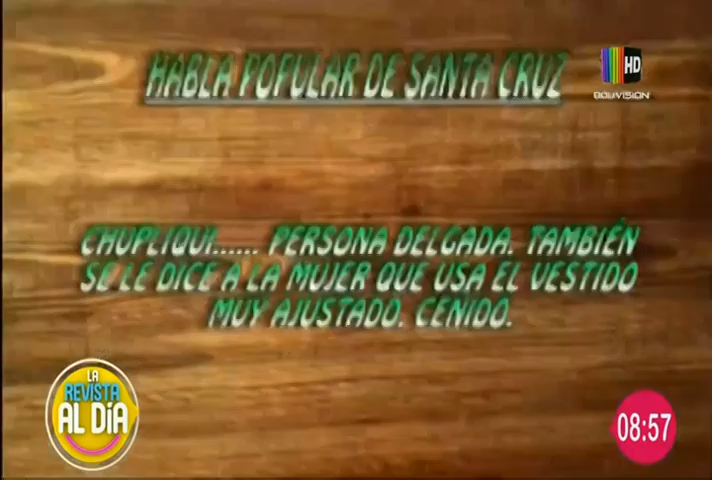 HABLA POPULAR DE SANTA CRUZ
HD
BOLIVISION
CHUPLIQUI...... PERSONA DELGADA. TAMBIÉN
SE LE DICE A LA MUJER QUE USA EL VESTIDO
MUY AJUSTADO. CEÑIDO.
LA
REVISTA
AL DÍA
08:57